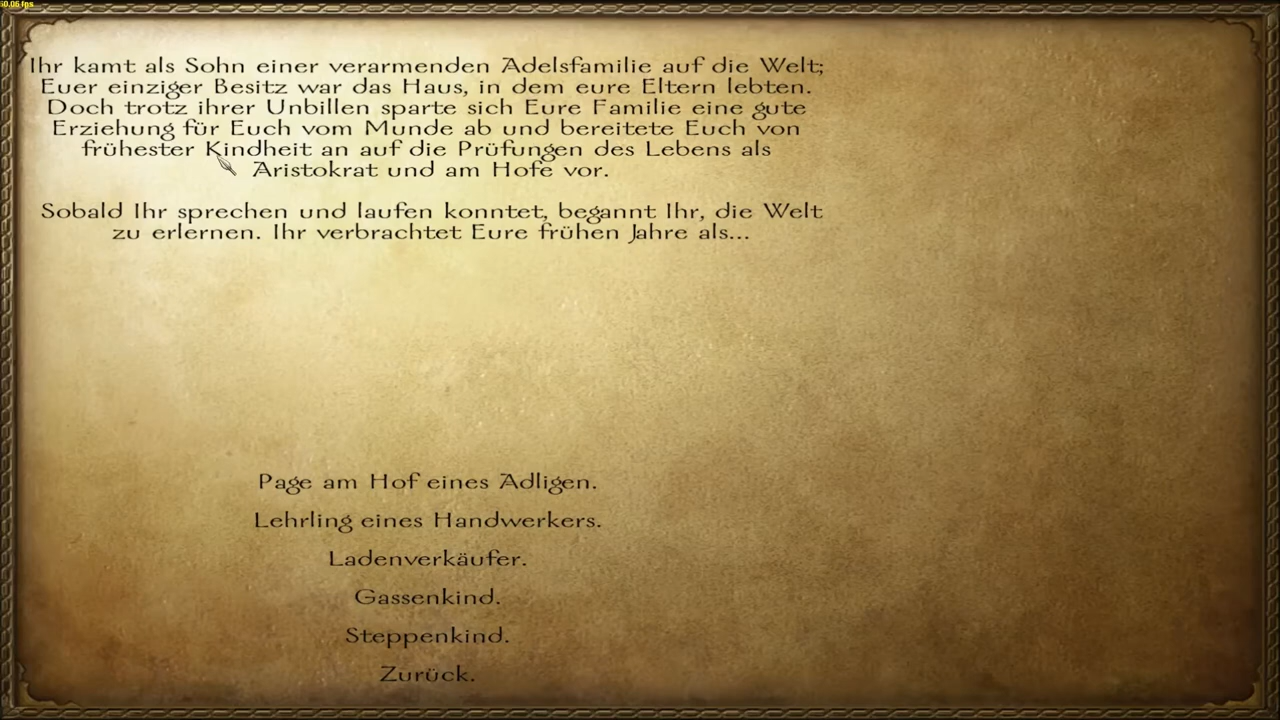 Ihr kamt als Sohn einer verarmenden Adelsfamilie auf die Welt;
Euer einziger Besitz war das Haus, in dem eure Eltern lebten.
Doch trotz ihrer Unbillen sparte sich Eure Familie eine gute
Erziehung für Euch vom Munde ab und bereitete Euch von
frühester Kindheit an auf die Prüfungen des Lebens als
Aristokrat und am Hofe vor.
Sobald Ihr sprechen und laufen konntet, begannt Ihr, die Welt
zu erlernen. Ihr verbrachtet Eure frühen Jahre als...
Page am Hof eines Adligen.
Lehrling eines Handwerkers.
Ladenverkäufer.
Gassenkind.
Steppenkind.
Zurück.